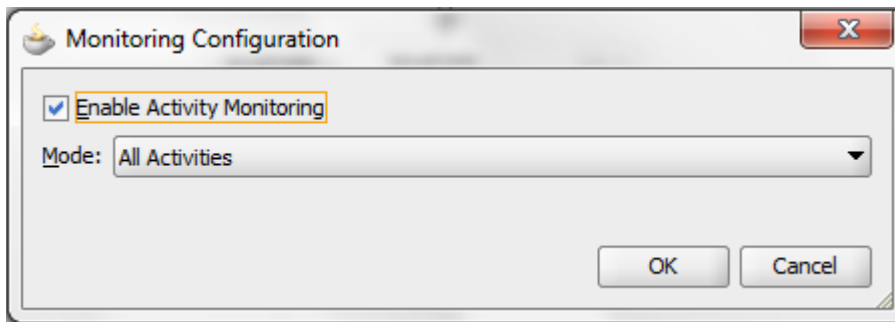 Monitoring Configuration
Enable Activity Monitoring
Mode: All Activities
OK Cancel